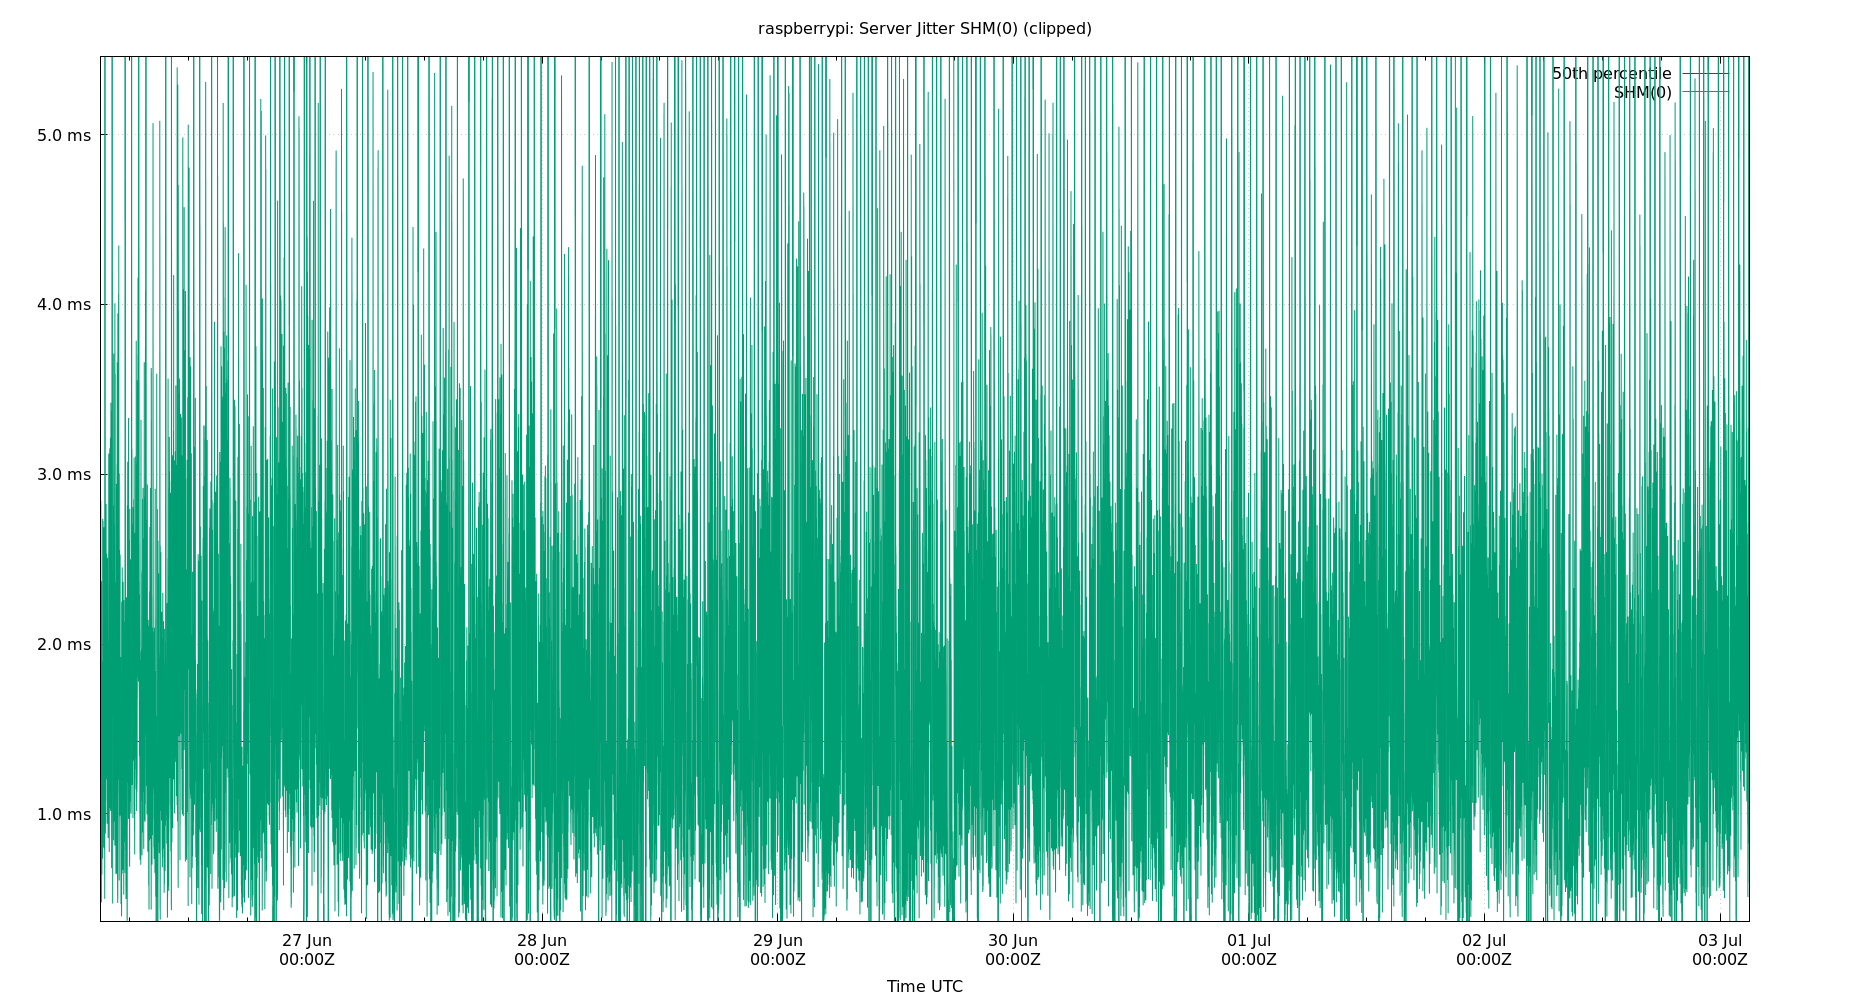 raspberrypi: Server Jitter SHM(0) (clipped)
50th percentile
SHM(0)
5.0 ms
4.0 ms
3.0 ms
2.0 ms
1.0 ms
27 Jun 28 Jun 29 Jun 30 Jun 01 Jul 02 Jul 03 Jul
00:00Z 00:00Z 00:00Z 00:00Z 00:00Z 00:00Z 00:00Z
Time UTC